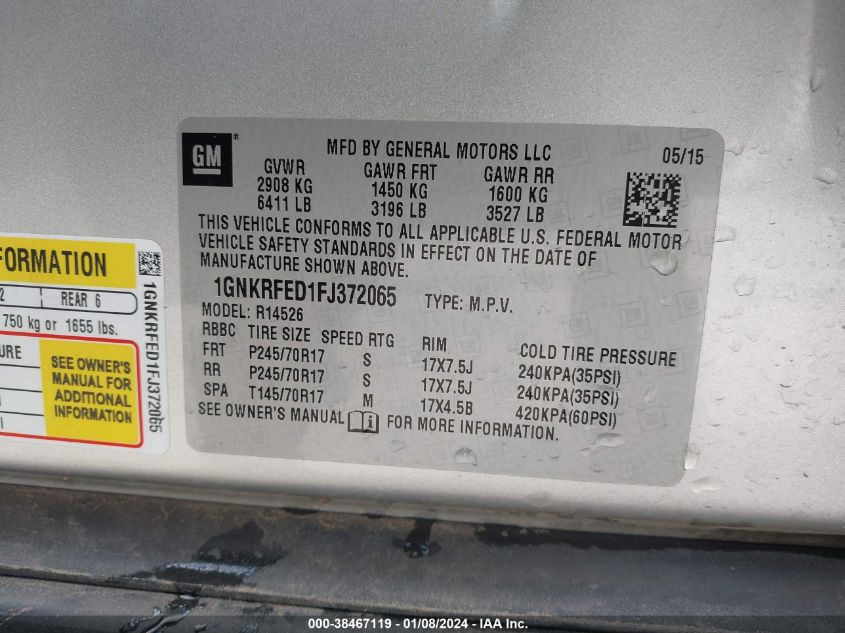 GM®
MFD BY GENERAL MOTORS LLC 05/15
GVWR GAWR FRT GAWR RR
2908 KG 1450 KG 1600 KG
6411 LB 3196 LB 3527 LB
THIS VEHICLE CONFORMS TO ALL APPLICABLE U.S. FEDERAL MOTOR
VEHICLE SAFETY STANDARDS IN EFFECT ON THE DATE OF
MANUFACTURE SHOWN ABOVE.
1GNKRFED1FJ372065 TYPE: M.P.V.
MODEL: R14526
RBBC TIRE SIZE SPEED RTG RIM COLD TIRE PRESSURE
FRT P245/70R17 S 17X7.5J 240KPA(35PSI)
RR P245/70R17 S 17X7.5J 240KPA(35PSI)
SPA T145/70R17 M 17X4.5B 420KPA(60PSI)
SEE OWNER'S MANUAL i FOR MORE INFORMATION.
FORMATION
2 REAR 6
750 kg or 1655 lbs.
URE
SEE OWNER'S
MANUAL FOR
ADDITIONAL
INFORMATION
1GNKRFED1FJ372065
000-38467119 - 01/08/2024 - IAA Inc.